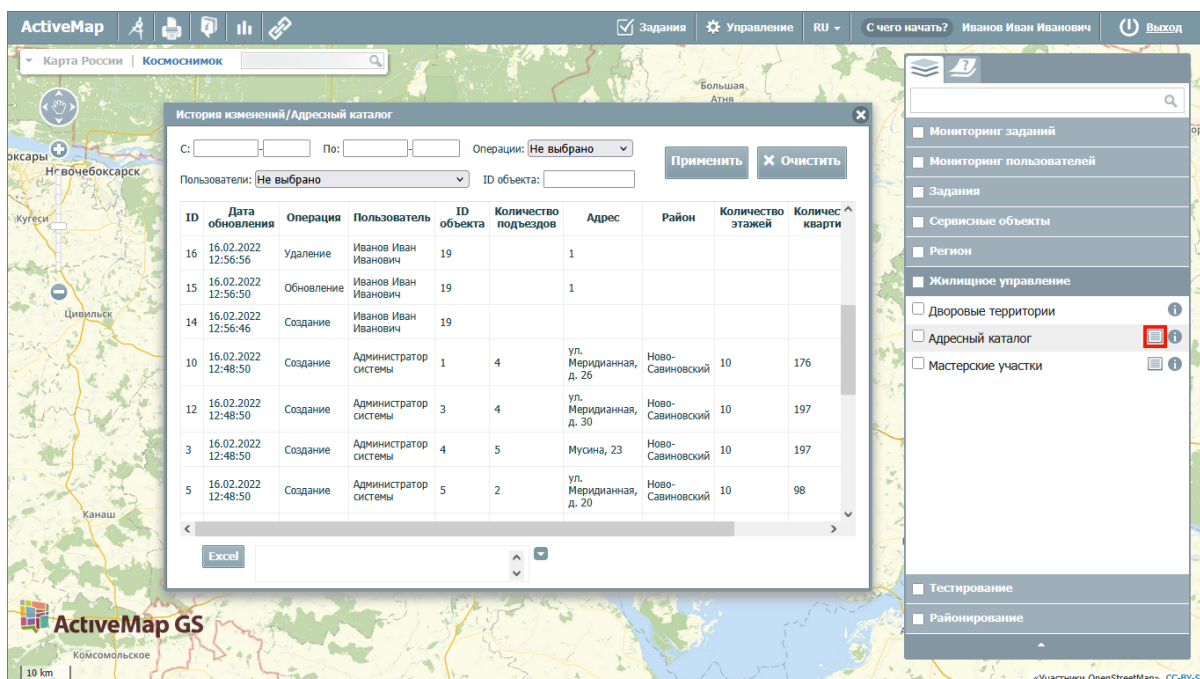 ActiveMap
Задания
Управление
RU
С чего начать?
Иванов Иван Иванович
Выход
Карта России | Космоснимок
Большая
Атня
Новочебоксарск
Кугеси
Цивильск
Канаш
Комсомольское
История изменений/Адресный каталог
С: - По: - Операции: Не выбрано
Применить
Очистить
Пользователи: Не выбрано ID объекта:
ID Дата обновления Операция Пользователь ID объекта Количество подъездов Адрес Район Количество этажей Количес кварти
16 16.02.2022 12:56:56 Удаление Иванов Иван Иванович 19 1
15 16.02.2022 12:56:50 Обновление Иванов Иван Иванович 19 1
14 16.02.2022 12:56:46 Создание Иванов Иван Иванович 19
10 16.02.2022 12:48:50 Создание Администратор системы 1 4 ул. Меридианная, д. 26 Ново-Савиновский 10 176
12 16.02.2022 12:48:50 Создание Администратор системы 3 4 ул. Меридианная, д. 30 Ново-Савиновский 10 197
3 16.02.2022 12:48:50 Создание Администратор системы 4 5 Мусина, 23 Ново-Савиновский 10 197
5 16.02.2022 12:48:50 Создание Администратор системы 5 2 ул. Меридианная, д. 20 Ново-Савиновский 10 98
Excel
Мониторинг заданий
Мониторинг пользователей
Задания
Сервисные объекты
Регион
Жилищное управление
Дворовые территории
Адресный каталог
Мастерские участки
Тестирование
Районирование
ActiveMap GS
10 km
«Участники OpenStreetMap», CC-BY-S